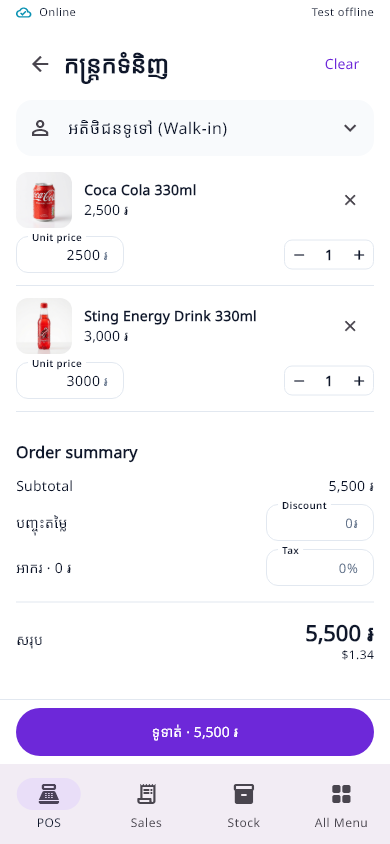 Online
Test offline
កន្ត្រកទំនិញ
Clear
អតិថិជនទូទៅ (Walk-in)
Coca Cola 330ml
2,500 ៛
Unit price
2500 ៛
1
Sting Energy Drink 330ml
3,000 ៛
Unit price
3000 ៛
1
Order summary
Subtotal
5,500 ៛
Discount
បញ្ចុះតម្លៃ
0៛
Tax
អាករ · 0 ៛
0%
សរុប
5,500 ៛
$1.34
ទូទាត់ · 5,500 ៛
POS
Sales
Stock
All Menu